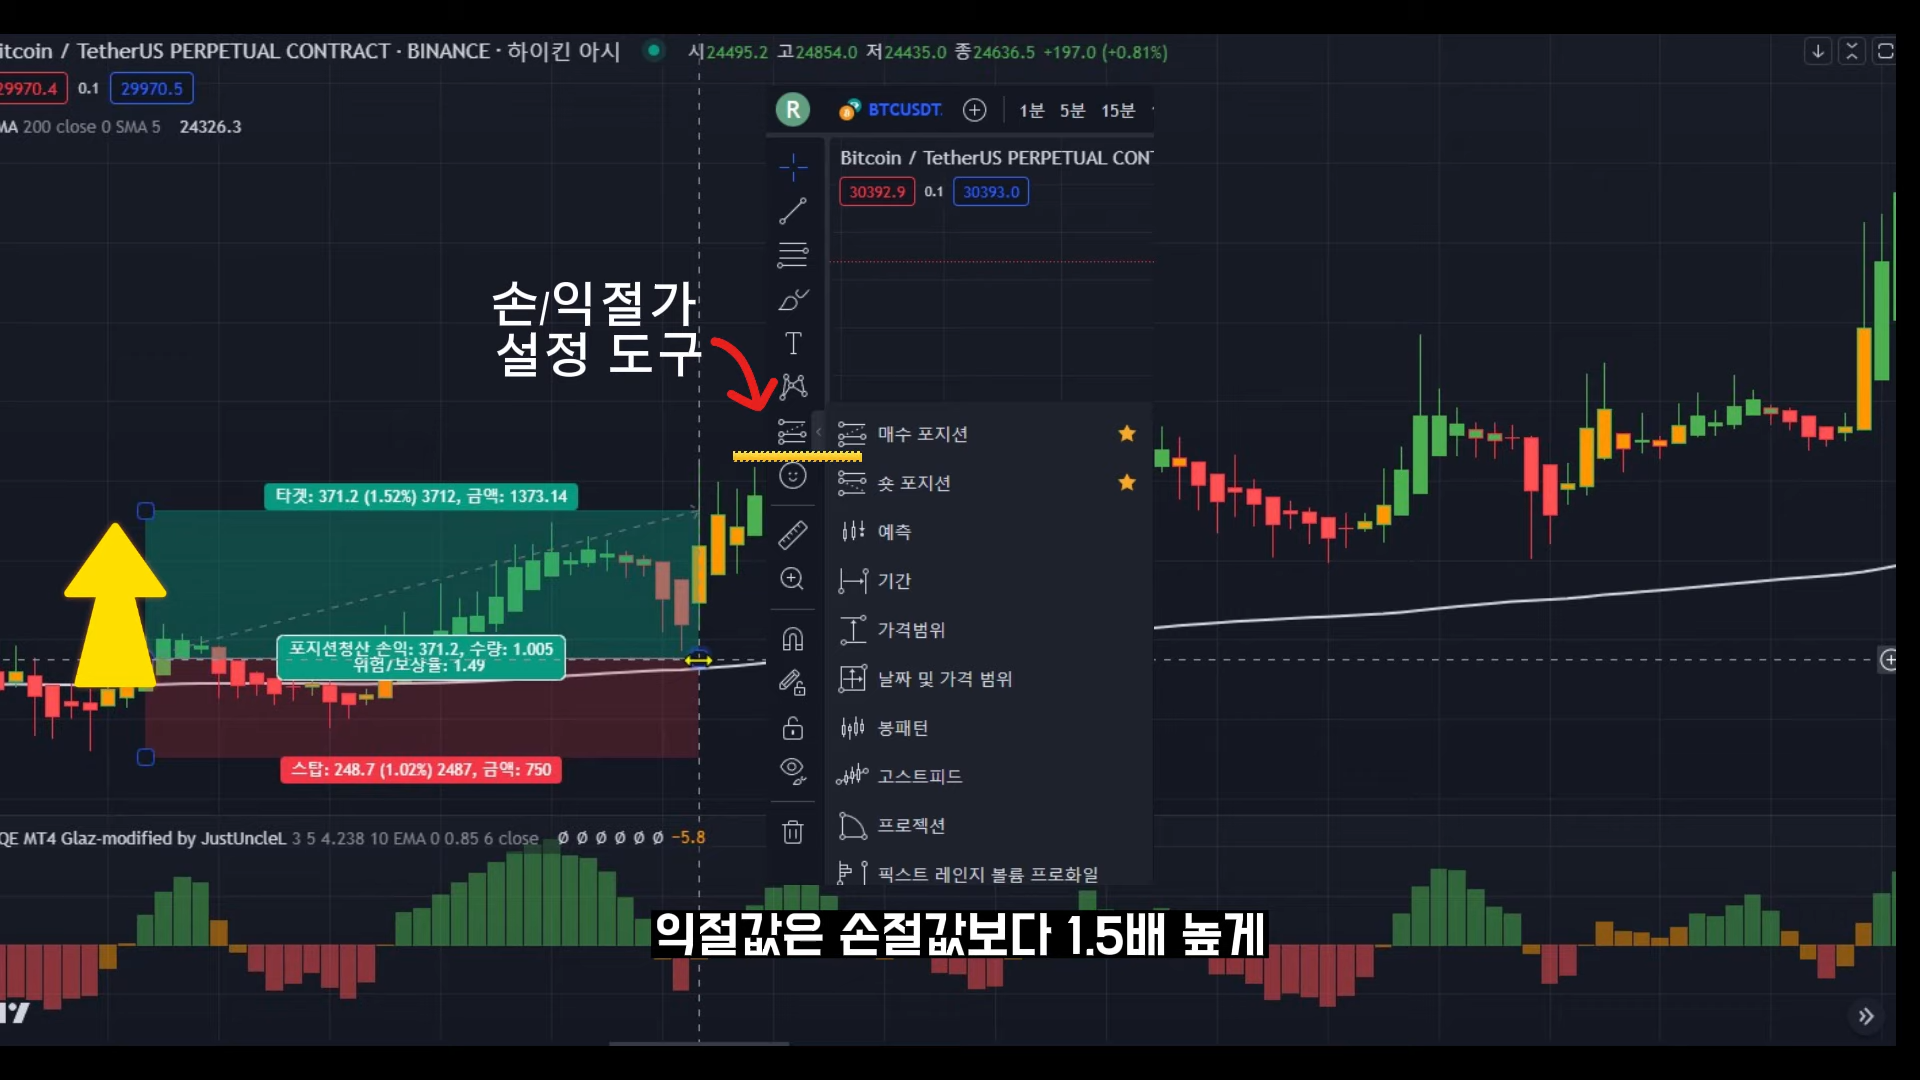 itcoin / TetherUS PERPETUAL CONTRACT · BINANCE · 하이킨 아시
시24495.2 고24854.0 저24435.0 종24636.5 +197.0 (+0.81%)
29970.4 0.1 29970.5
MA 200 close 0 SMA 5 24326.3
R BTCUSDT. 1분 5분 15분
Bitcoin / TetherUS PERPETUAL CONT
30392.9 0.1 30393.0
손/익절가
설정 도구
매수 포지션
숏 포지션
예측
기간
가격범위
날짜 및 가격 범위
봉패턴
고스트피드
프로젝션
픽스트 레인지 볼륨 프로화일
타겟: 371.2 (1.52%) 3712, 금액: 1373.14
포지션청산 손익: 371.2, 수량: 1.005
위험/보상율: 1.49
스탑: 248.7 (1.02%) 2487, 금액: 750
QE MT4 Glaz-modified by JustUncleL 3 5 4.238 10 EMA 0 0.85 6 close Ø Ø Ø Ø Ø Ø −5.8
익절값은 손절값보다 1.5배 높게